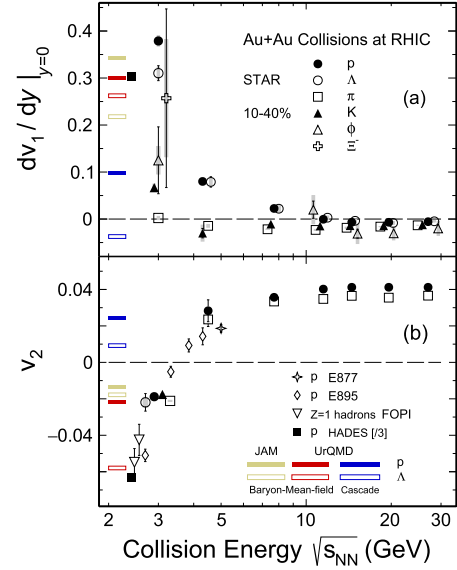 Au+Au Collisions at RHIC
STAR
10-40%
p
Λ
π
K
ϕ
Ξ⁻
(a)
dv₁ / dy |y=0
0.4
0.3
0.2
0.1
0
(b)
v₂
0.04
0
−0.04
p E877
p E895
Z=1 hadrons FOPI
p HADES [/3]
JAM UrQMD
p
Λ
Baryon-Mean-field Cascade
2 3 4 5 10 20 30
Collision Energy √sNN (GeV)